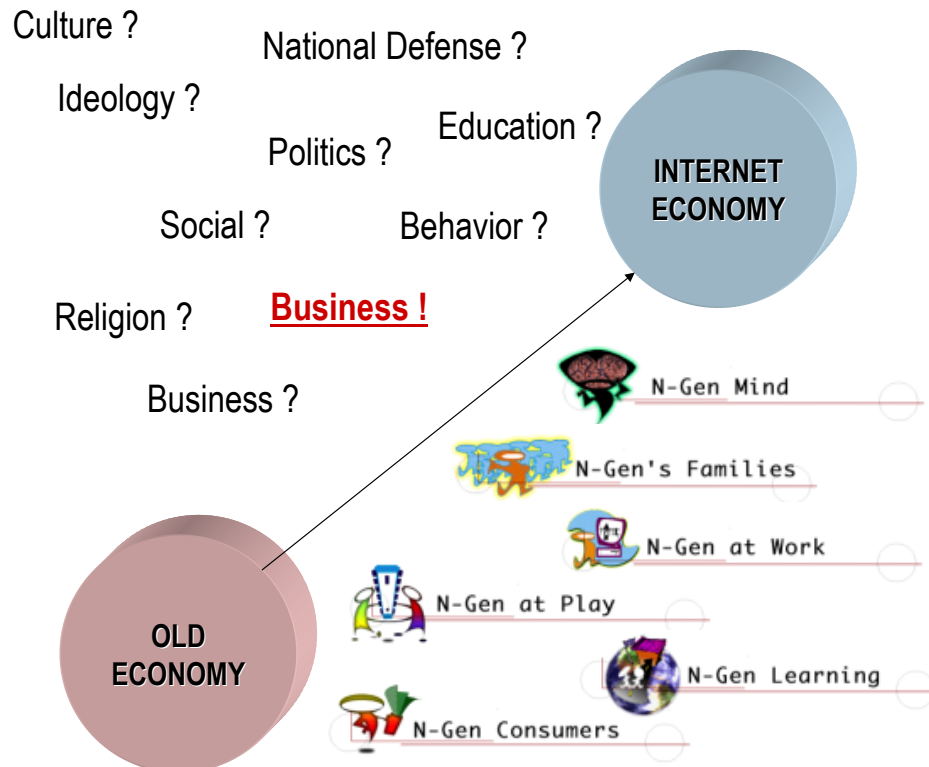 Culture ?
National Defense ?
Ideology ?
Education ?
Politics ?
INTERNET
ECONOMY
Social ?
Behavior ?
Business !
Religion ?
Business ?
N-Gen Mind
N-Gen's Families
N-Gen at Work
N-Gen at Play
OLD
ECONOMY
N-Gen Learning
N-Gen Consumers